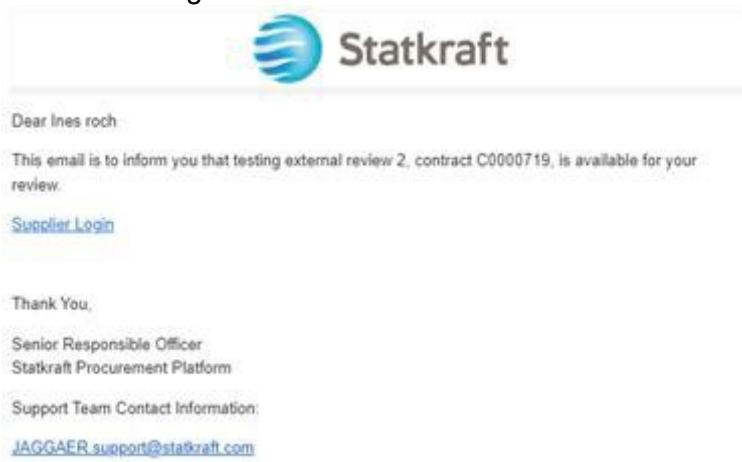 Statkraft
Dear Ines roch
This email is to inform you that testing external review 2, contract C0000719, is available for your
review.
Supplier Login
Thank You,
Senior Responsible Officer
Statkraft Procurement Platform
Support Team Contact Information:
JAGGAER.support@statkraft.com